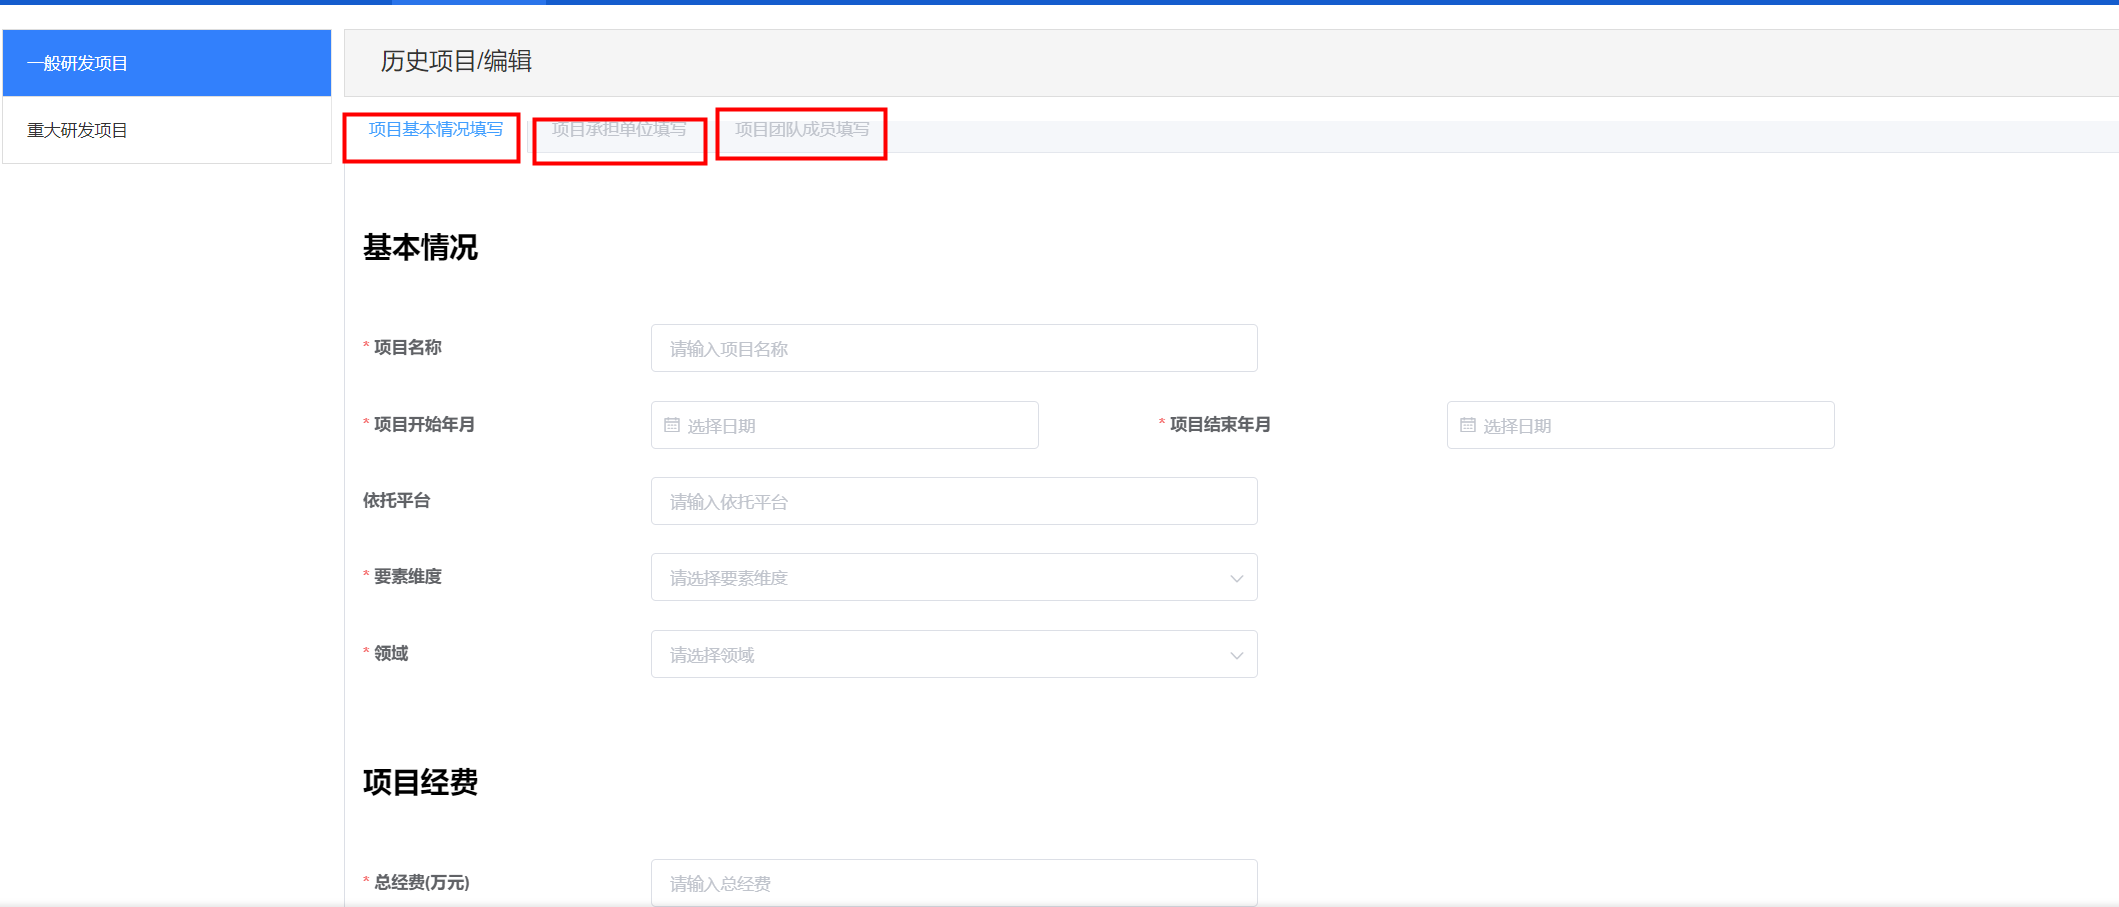 一般研发项目
重大研发项目
历史项目/编辑
项目基本情况填写 项目承担单位填写 项目团队成员填写
基本情况
* 项目名称 请输入项目名称
* 项目开始年月 选择日期 * 项目结束年月 选择日期
依托平台 请输入依托平台
* 要素维度 请选择要素维度
* 领域 请选择领域
项目经费
* 总经费(万元) 请输入总经费